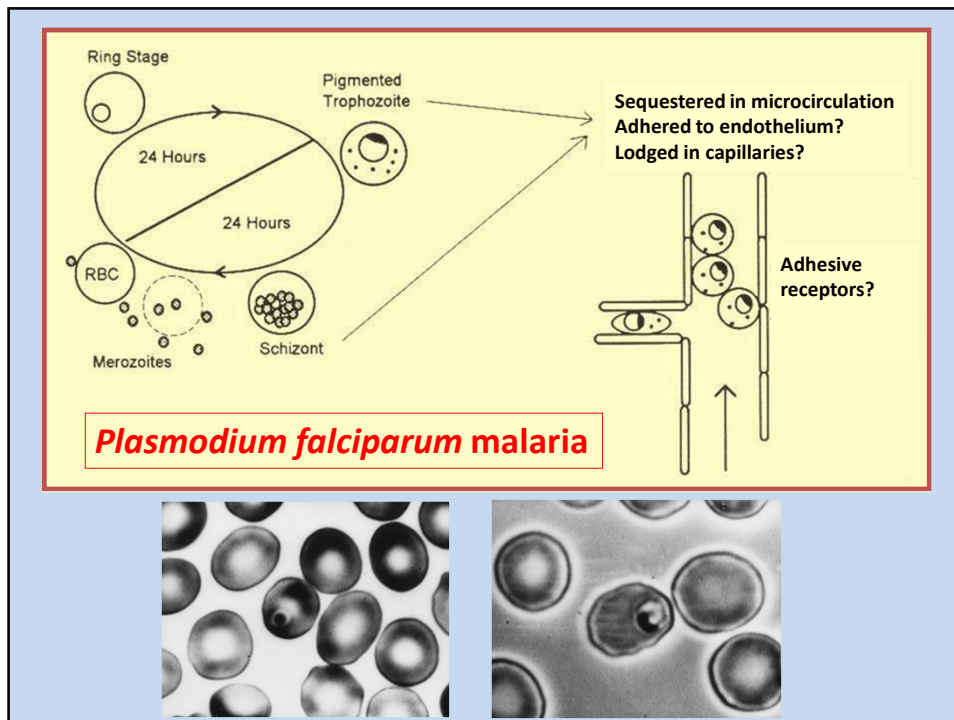 Ring Stage
Pigmented
Trophozoite
24 Hours
24 Hours
RBC
Merozoites
Schizont
Sequestered in microcirculation
Adhered to endothelium?
Lodged in capillaries?
Adhesive
receptors?
Plasmodium falciparum malaria